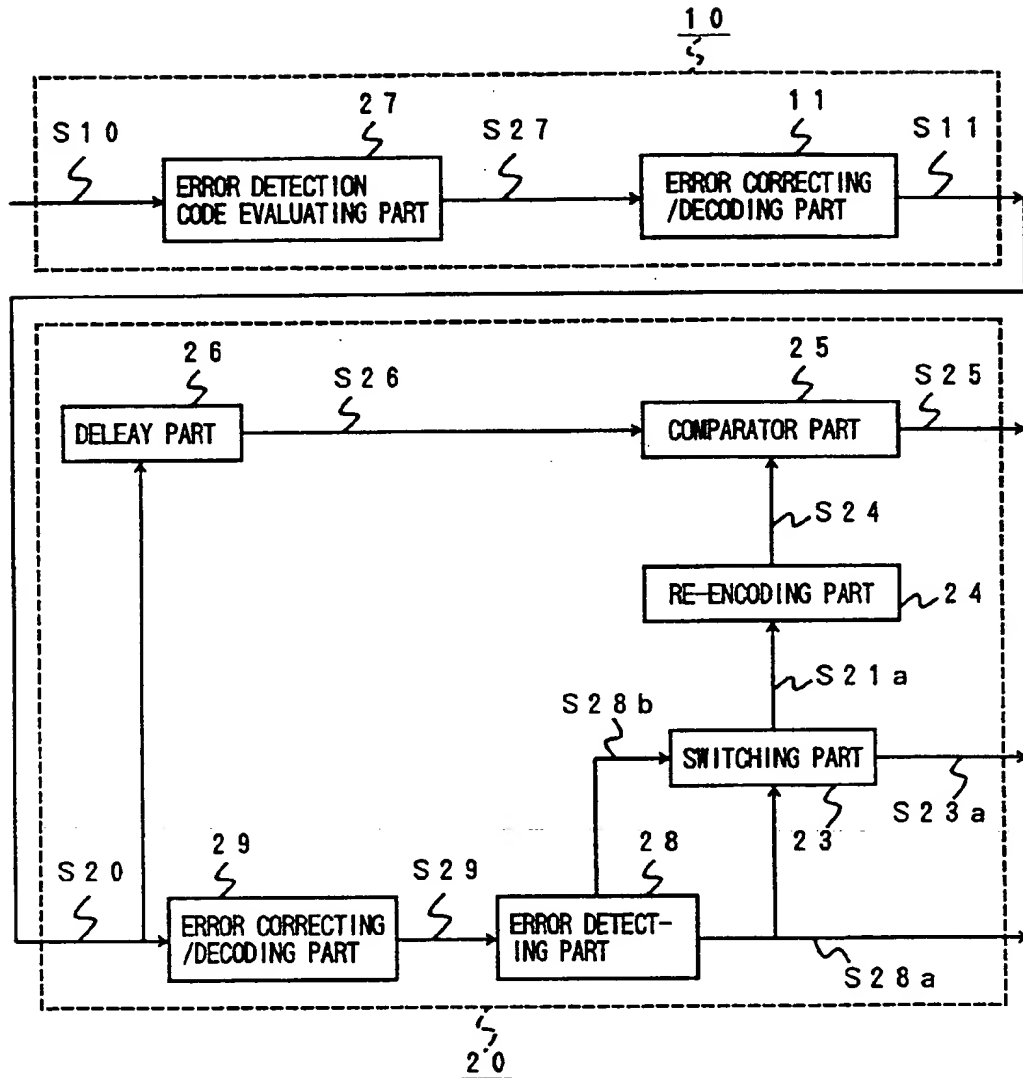 10
27
11
S10
S27
S11
ERROR DETECTION
CODE EVALUATING PART
ERROR CORRECTING
/DECODING PART
26
S26
25
S25
DELEAY PART
COMPARATOR PART
S24
RE-ENCODING PART
24
S21a
S28b
SWITCHING PART
S23a
23
S20
29
S29
28
ERROR CORRECTING
/DECODING PART
ERROR DETECT-
ING PART
S28a
20